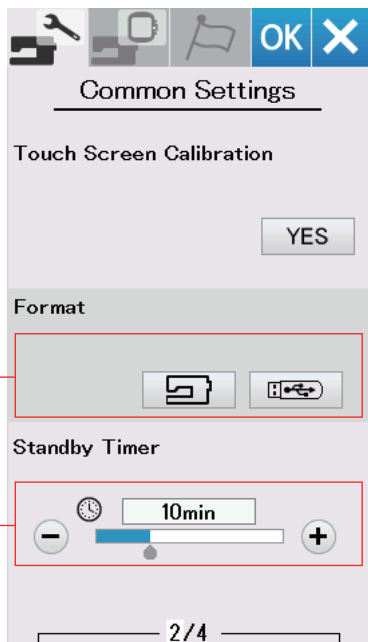 OK
Common Settings
Touch Screen Calibration
YES
Format
Standby Timer
10min
2/4